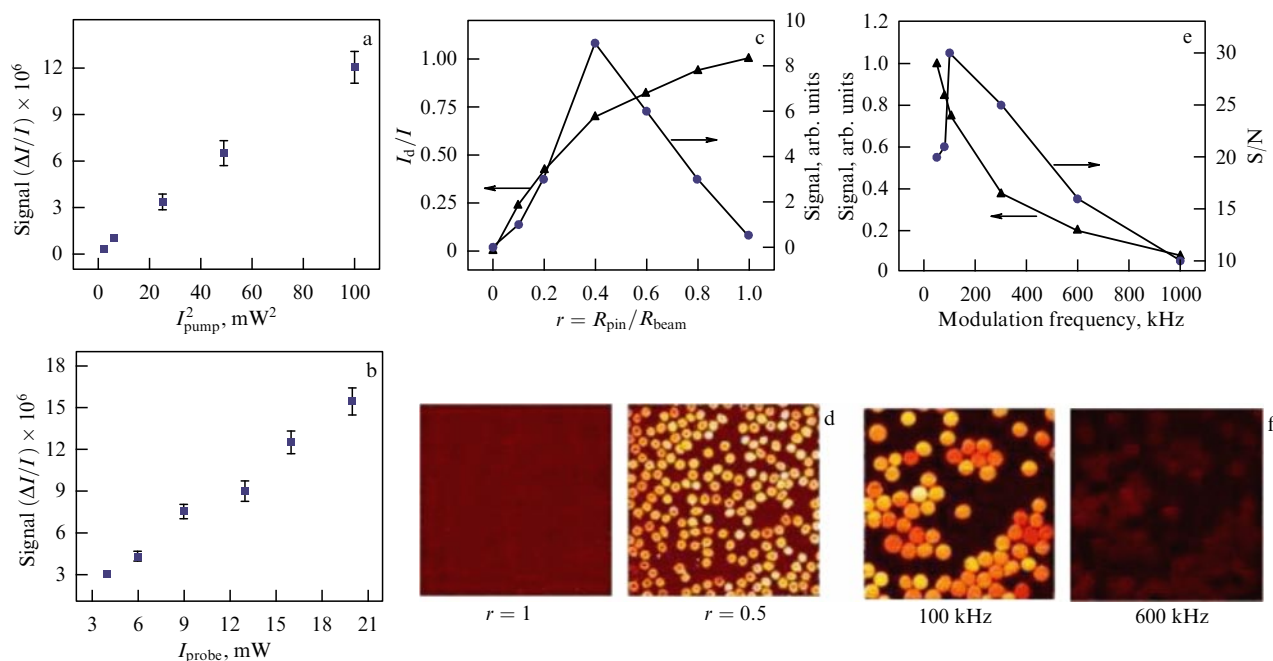 a
Signal (ΔI/I) × 10⁶
12
9
6
3
0
0 20 40 60 80 100
I²pump, mW²
c
Id/I
1.00
0.75
0.50
0.25
0
10
8
6
4
2
0
Signal, arb. units
0 0.2 0.4 0.6 0.8 1.0
r = Rpin/Rbeam
e
Signal, arb. units
1.2
1.0
0.8
0.6
0.4
0.2
0
30
25
20
15
10
S/N
0 200 400 600 800 1000
Modulation frequency, kHz
b
Signal (ΔI/I) × 10⁶
18
15
12
9
6
3
3 6 9 12 15 18 21
Iprobe, mW
d
r = 1 r = 0.5
f
100 kHz 600 kHz